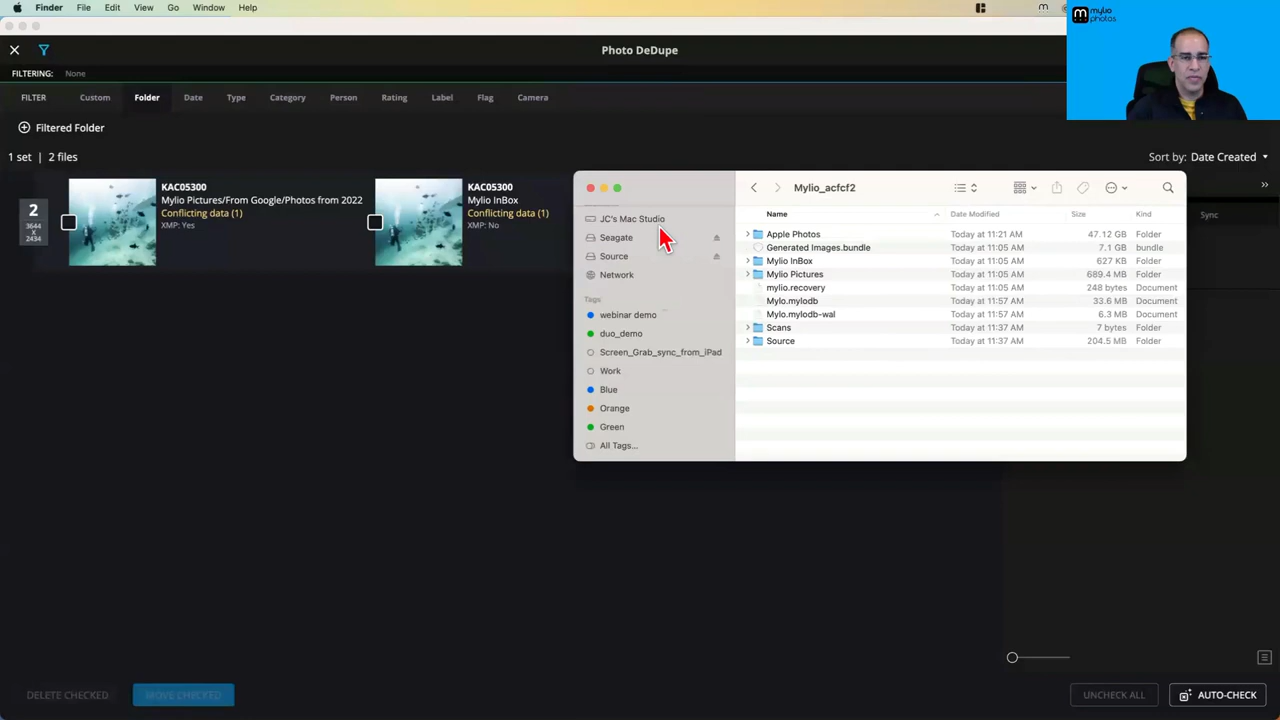 Finder File Edit View Go Window Help
mylio photos
Photo DeDupe
FILTERING: None
FILTER Custom Folder Date Type Category Person Rating Label Flag Camera
Filtered Folder
1 set | 2 files
Sort by: Date Created
2
3644
X
2434
KAC05300
Mylio Pictures/From Google/Photos from 2022
Conflicting data (1)
XMP: Yes
KAC05300
Mylio InBox
Conflicting data (1)
XMP: No
Sync
Mylio_acfcf2
JC's Mac Studio
Seagate
Source
Network
Tags
webinar demo
duo_demo
Screen_Grab_sync_from_iPad
Work
Blue
Orange
Green
All Tags...
Name Date Modified Size Kind
Apple Photos Today at 11:21 AM 47.12 GB Folder
Generated Images.bundle Today at 11:05 AM 7.1 GB bundle
Mylio InBox Today at 11:05 AM 627 KB Folder
Mylio Pictures Today at 11:05 AM 689.4 MB Folder
mylio.recovery Today at 11:05 AM 248 bytes Document
Mylo.mylodb Today at 11:57 AM 33.6 MB Document
Mylo.mylodb-wal Today at 11:57 AM 6.3 MB Document
Scans Today at 11:37 AM 7 bytes Folder
Source Today at 11:37 AM 204.5 MB Folder
DELETE CHECKED
MOVE CHECKED
UNCHECK ALL
AUTO-CHECK